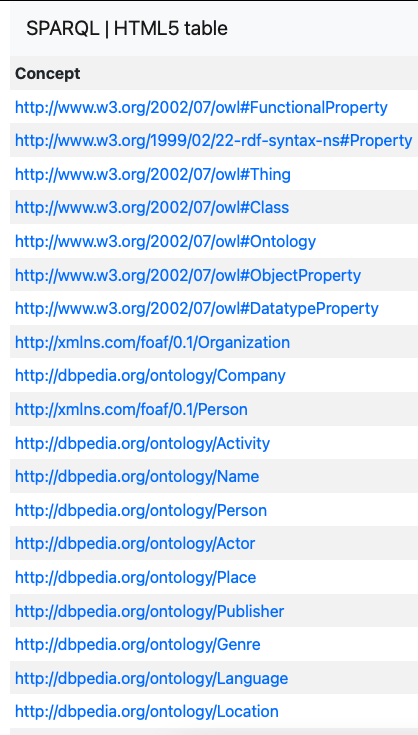 SPARQL | HTML5 table
Concept
http://www.w3.org/2002/07/owl#FunctionalProperty
http://www.w3.org/1999/02/22-rdf-syntax-ns#Property
http://www.w3.org/2002/07/owl#Thing
http://www.w3.org/2002/07/owl#Class
http://www.w3.org/2002/07/owl#Ontology
http://www.w3.org/2002/07/owl#ObjectProperty
http://www.w3.org/2002/07/owl#DatatypeProperty
http://xmlns.com/foaf/0.1/Organization
http://dbpedia.org/ontology/Company
http://xmlns.com/foaf/0.1/Person
http://dbpedia.org/ontology/Activity
http://dbpedia.org/ontology/Name
http://dbpedia.org/ontology/Person
http://dbpedia.org/ontology/Actor
http://dbpedia.org/ontology/Place
http://dbpedia.org/ontology/Publisher
http://dbpedia.org/ontology/Genre
http://dbpedia.org/ontology/Language
http://dbpedia.org/ontology/Location